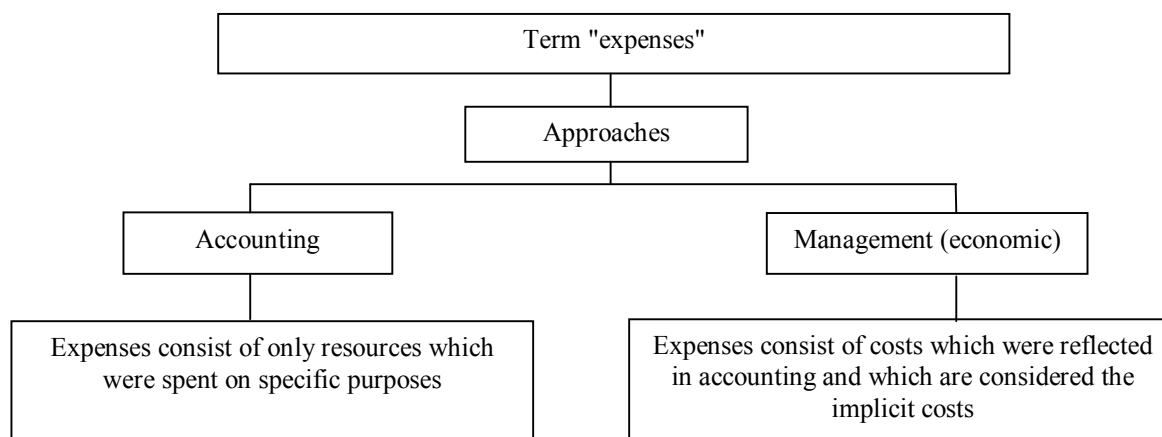 Term "expenses"
Approaches
Accounting
Management (economic)
Expenses consist of only resources which
were spent on specific purposes
Expenses consist of costs which were reflected
in accounting and which are considered the
implicit costs